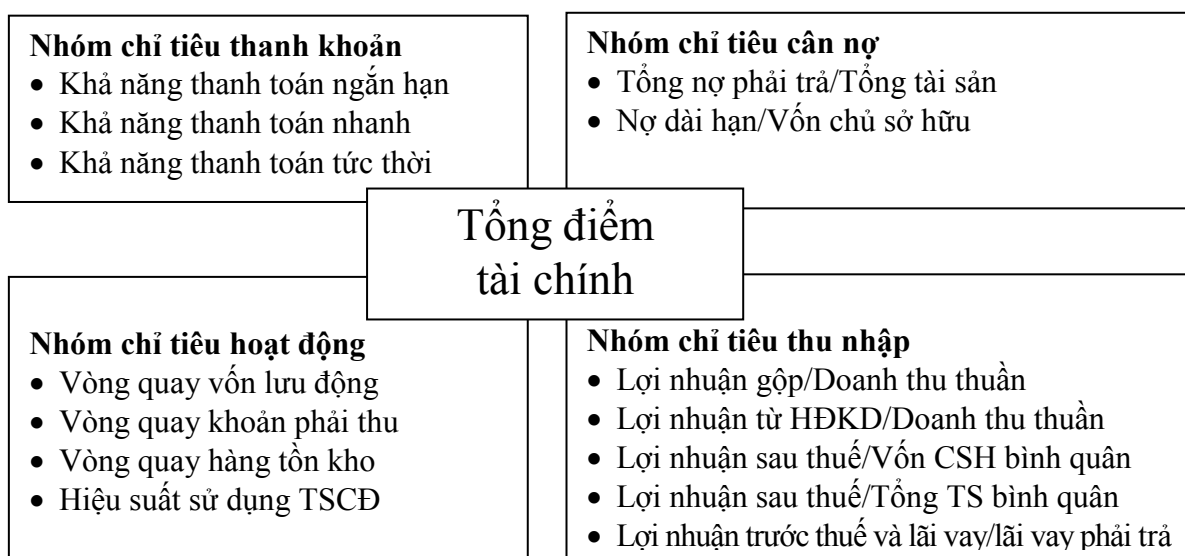 Nhóm chỉ tiêu thanh khoản
• Khả năng thanh toán ngắn hạn
• Khả năng thanh toán nhanh
• Khả năng thanh toán tức thời
Nhóm chỉ tiêu cân nợ
• Tổng nợ phải trả/Tổng tài sản
• Nợ dài hạn/Vốn chủ sở hữu
Tổng điểm
tài chính
Nhóm chỉ tiêu hoạt động
• Vòng quay vốn lưu động
• Vòng quay khoản phải thu
• Vòng quay hàng tồn kho
• Hiệu suất sử dụng TSCĐ
Nhóm chỉ tiêu thu nhập
• Lợi nhuận gộp/Doanh thu thuần
• Lợi nhuận từ HĐKD/Doanh thu thuần
• Lợi nhuận sau thuế/Vốn CSH bình quân
• Lợi nhuận sau thuế/Tổng TS bình quân
• Lợi nhuận trước thuế và lãi vay/lãi vay phải trả